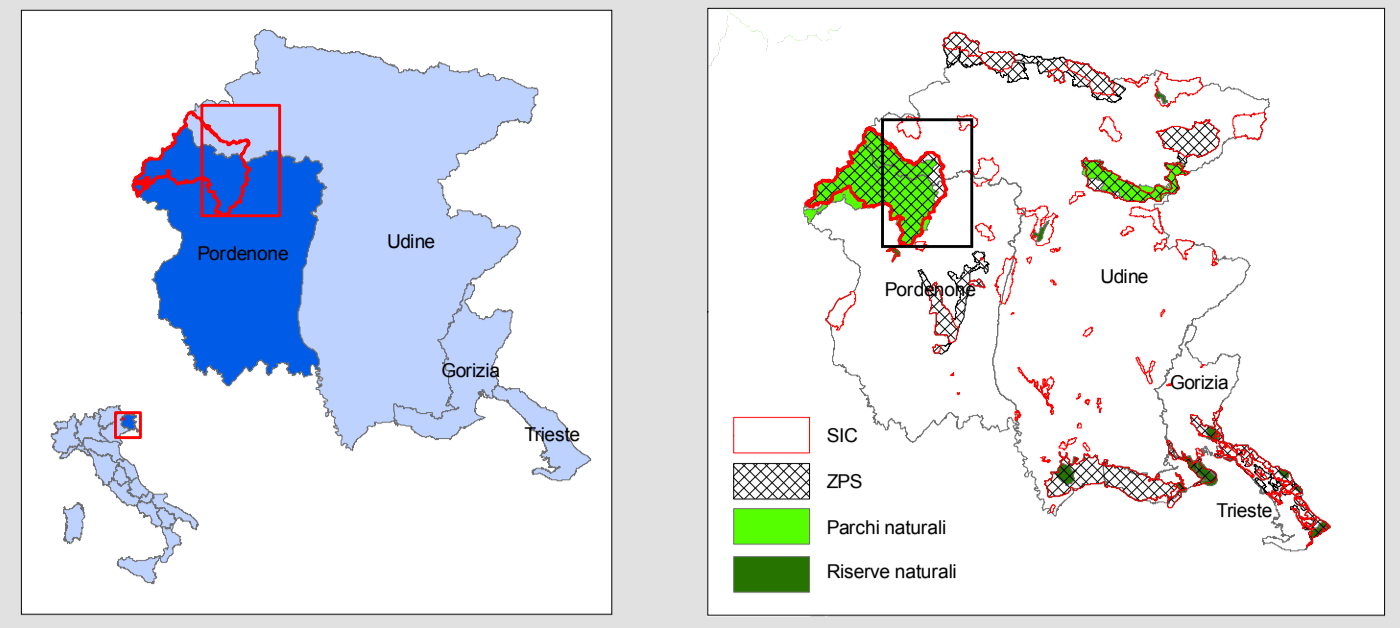 Udine
Pordenone
Gorizia
Trieste
Udine
Pordenone
Gorizia
Trieste
SIC
ZPS
Parchi naturali
Riserve naturali